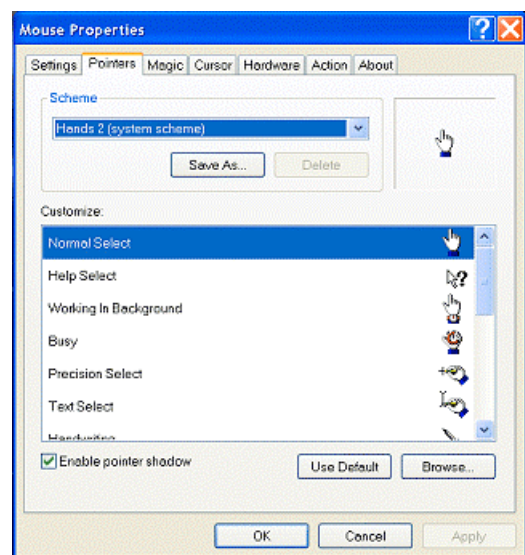 Mouse Properties
Settings Pointers Magic Cursor Hardware Action About
Scheme
Hands 2 (system scheme)
Save As... Delete
Customize:
Normal Select
Help Select
Working In Background
Busy
Precision Select
Text Select
Handwriting
Enable pointer shadow
Use Default Browse...
OK Cancel Apply